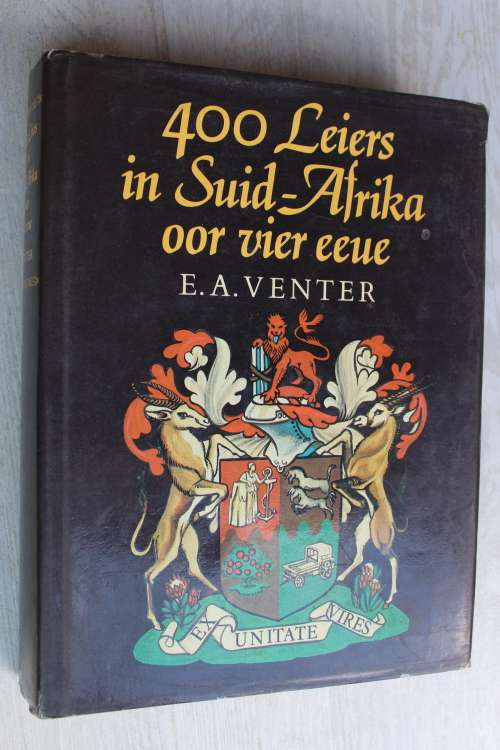 400 Leiers
in Suid-Afrika
oor vier eeue
E. A. VENTER
EX UNITATE VIRES